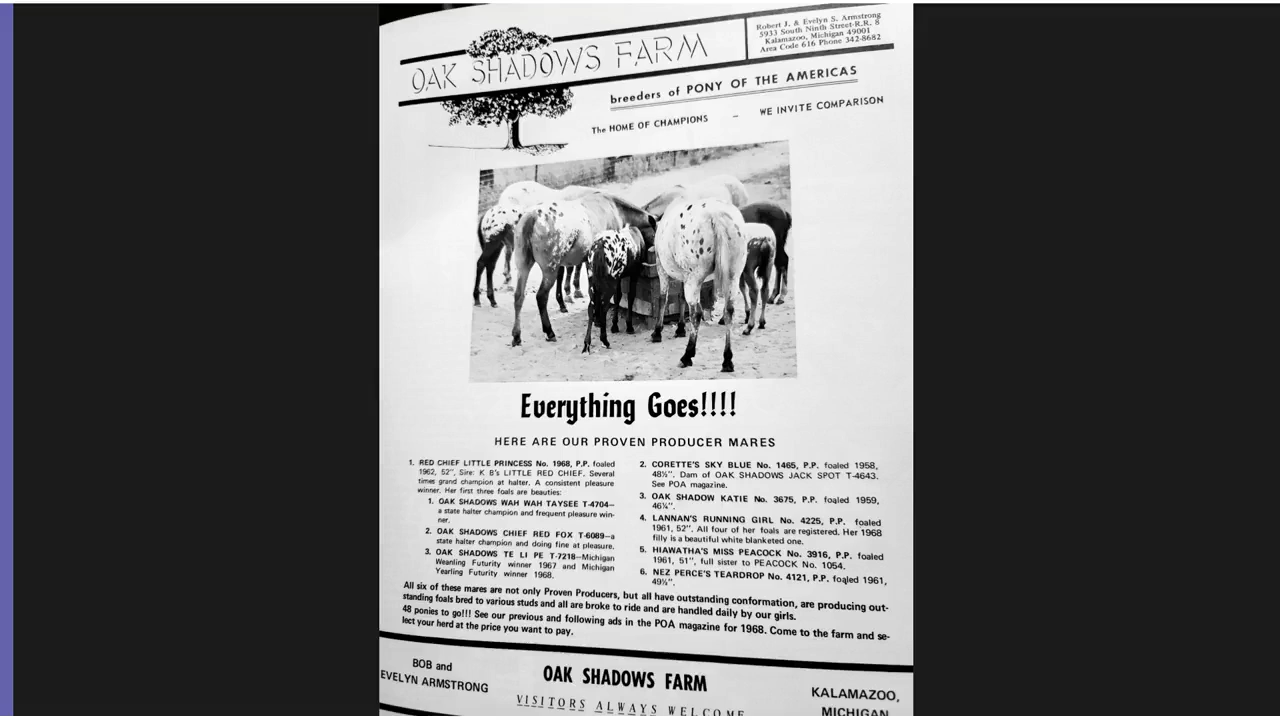 OAK SHADOWS FARM
Robert J. & Evelyn S. Armstrong
5933 South Ninth Street-R.R. 8
Kalamazoo, Michigan 49001
Area Code 616 Phone 342-8682
breeders of PONY OF THE AMERICAS
The HOME OF CHAMPIONS – WE INVITE COMPARISON
Everything Goes!!!!
HERE ARE OUR PROVEN PRODUCER MARES
1. RED CHIEF LITTLE PRINCESS No. 1968, P.P. foaled
1962, 52", Sire: K B's LITTLE RED CHIEF. Several
times grand champion at halter. A consistent pleasure
winner. Her first three foals are beauties:
1. OAK SHADOWS WAH WAH TAYSEE T-4704—
a state halter champion and frequent pleasure win-
ner.
2. OAK SHADOWS CHIEF RED FOX T-6089—a
state halter champion and doing fine at pleasure.
3. OAK SHADOWS TE LI PE T-7218—Michigan
Weanling Futurity winner 1967 and Michigan
Yearling Futurity winner 1968.
2. CORETTE'S SKY BLUE No. 1465, P.P. foaled 1958,
48½". Dam of OAK SHADOWS JACK SPOT T-4643.
See POA magazine.
3. OAK SHADOW KATIE No. 3675, P.P. foaled 1959,
46¼".
4. LANNAN'S RUNNING GIRL No. 4225, P.P. foaled
1961, 52". All four of her foals are registered. Her 1968
filly is a beautiful white blanketed one.
5. HIAWATHA'S MISS PEACOCK No. 3916, P.P. foaled
1961, 51", full sister to PEACOCK No. 1054.
6. NEZ PERCE'S TEARDROP No. 4121, P.P. foaled 1961,
49½".
All six of these mares are not only Proven Producers, but all have outstanding conformation, are producing out-
standing foals bred to various studs and all are broke to ride and are handled daily by our girls.
48 ponies to go!!! See our previous and following ads in the POA magazine for 1968. Come to the farm and se-
lect your herd at the price you want to pay.
BOB and
EVELYN ARMSTRONG
OAK SHADOWS FARM
VISITORS ALWAYS WELCOME
KALAMAZOO,
MICHIGAN